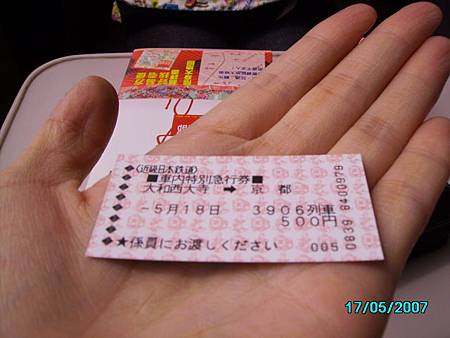 (近畿日本鉄道)
■車内特別急行券■
大和西大寺 ➡ 京 都
-5月18日 3906列車
500円
★係員にお渡しください 005
0839 8400979
17/05/2007